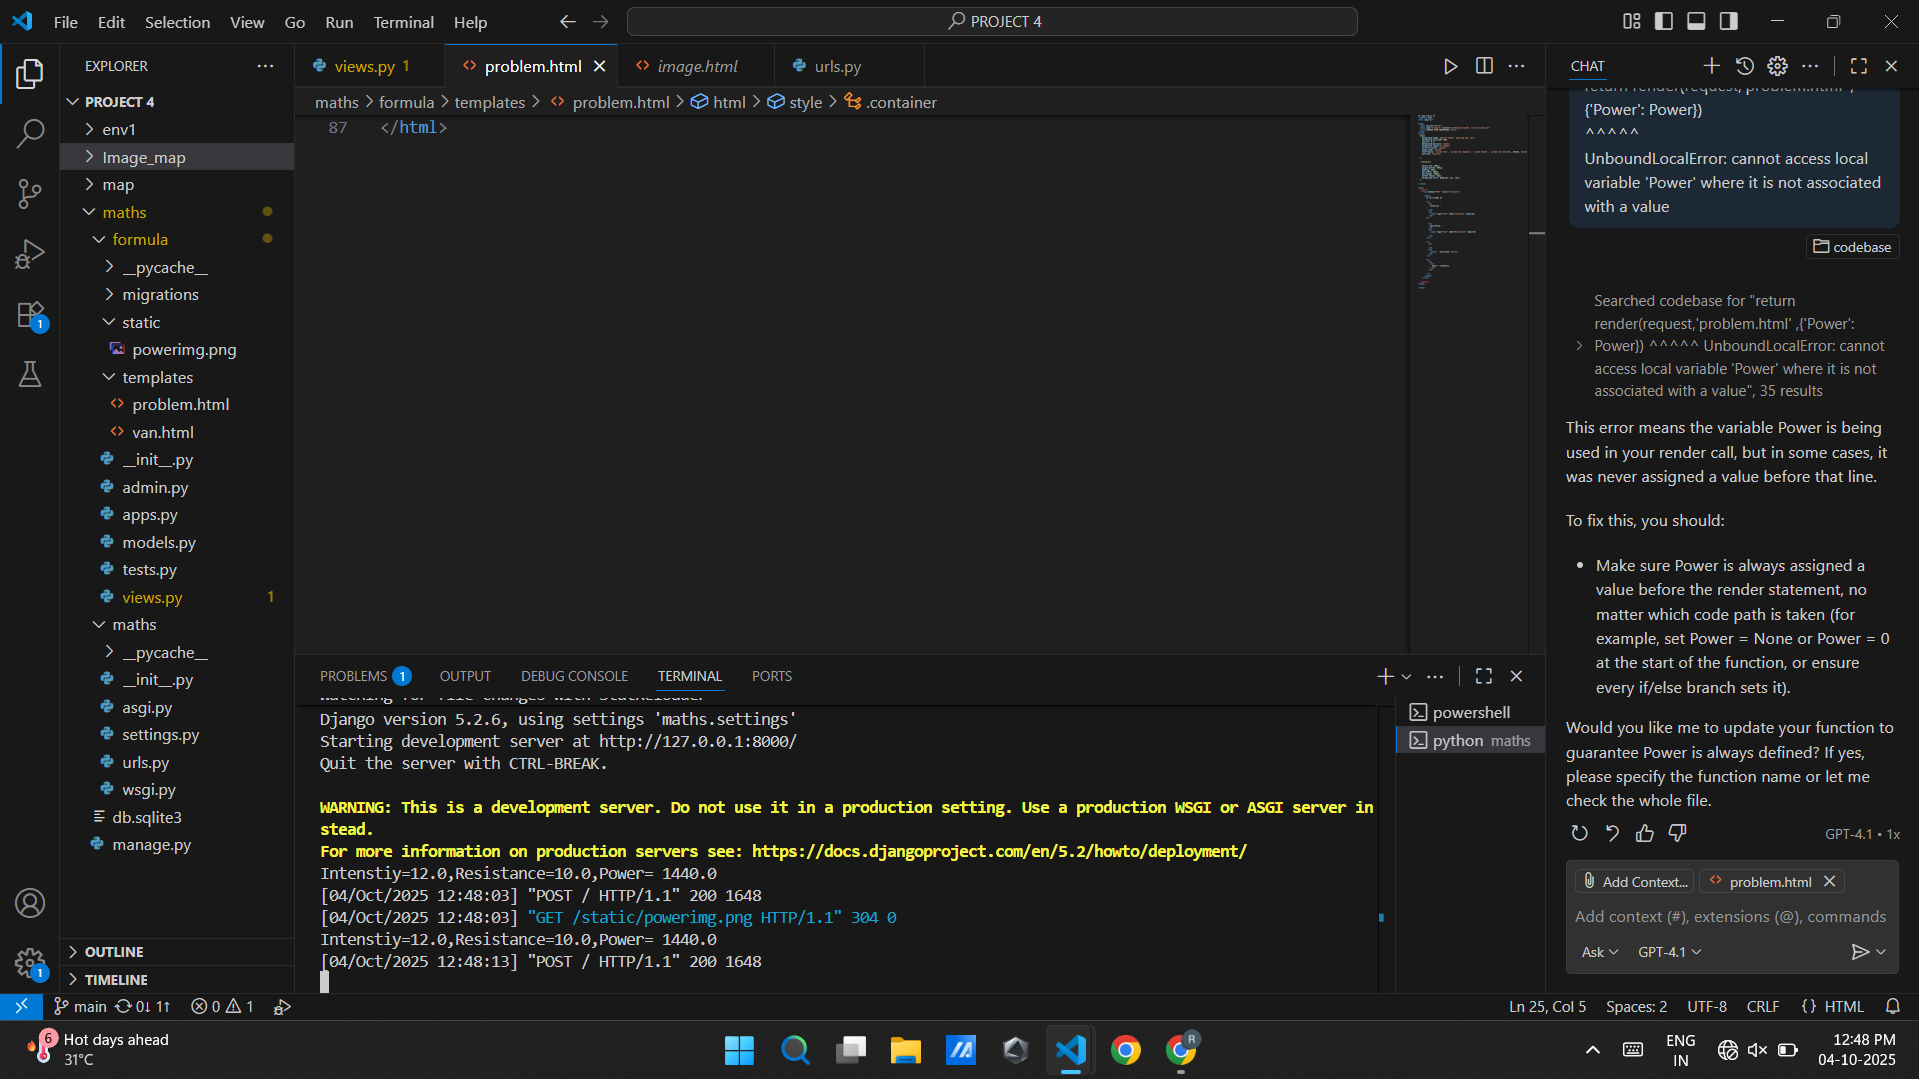 File Edit Selection View Go Run Terminal Help
PROJECT 4
EXPLORER
PROJECT 4
env1
Image_map
map
maths
formula
__pycache__
migrations
static
powerimg.png
templates
problem.html
van.html
__init__.py
admin.py
apps.py
models.py
tests.py
views.py 1
maths
__pycache__
__init__.py
asgi.py
settings.py
urls.py
wsgi.py
db.sqlite3
manage.py
OUTLINE
TIMELINE
1
1
views.py 1
problem.html
image.html
urls.py
maths > formula > templates > problem.html > html > style > .container
87 </html>
PROBLEMS 1 OUTPUT DEBUG CONSOLE TERMINAL PORTS
Django version 5.2.6, using settings 'maths.settings'
Starting development server at http://127.0.0.1:8000/
Quit the server with CTRL-BREAK.
WARNING: This is a development server. Do not use it in a production setting. Use a production WSGI or ASGI server in
stead.
For more information on production servers see: https://docs.djangoproject.com/en/5.2/howto/deployment/
Intenstiy=12.0,Resistance=10.0,Power= 1440.0
[04/Oct/2025 12:48:03] "POST / HTTP/1.1" 200 1648
[04/Oct/2025 12:48:03] "GET /static/powerimg.png HTTP/1.1" 304 0
Intenstiy=12.0,Resistance=10.0,Power= 1440.0
[04/Oct/2025 12:48:13] "POST / HTTP/1.1" 200 1648
powershell
python maths
CHAT
return render(request,'problem.html' ,
{'Power': Power})
^^^^^
UnboundLocalError: cannot access local
variable 'Power' where it is not associated
with a value
codebase
Searched codebase for "return
render(request,'problem.html' ,{'Power':
Power}) ^^^^^ UnboundLocalError: cannot
access local variable 'Power' where it is not
associated with a value", 35 results
This error means the variable Power is being
used in your render call, but in some cases, it
was never assigned a value before that line.
To fix this, you should:
• Make sure Power is always assigned a
value before the render statement, no
matter which code path is taken (for
example, set Power = None or Power = 0
at the start of the function, or ensure
every if/else branch sets it).
Would you like me to update your function to
guarantee Power is always defined? If yes,
please specify the function name or let me
check the whole file.
GPT-4.1 • 1x
Add Context... problem.html
Add context (#), extensions (@), commands
Ask GPT-4.1
main 0↓ 1↑ 0 1
Ln 25, Col 5 Spaces: 2 UTF-8 CRLF {} HTML
6
Hot days ahead
31°C
R
ENG
IN
12:48 PM
04-10-2025